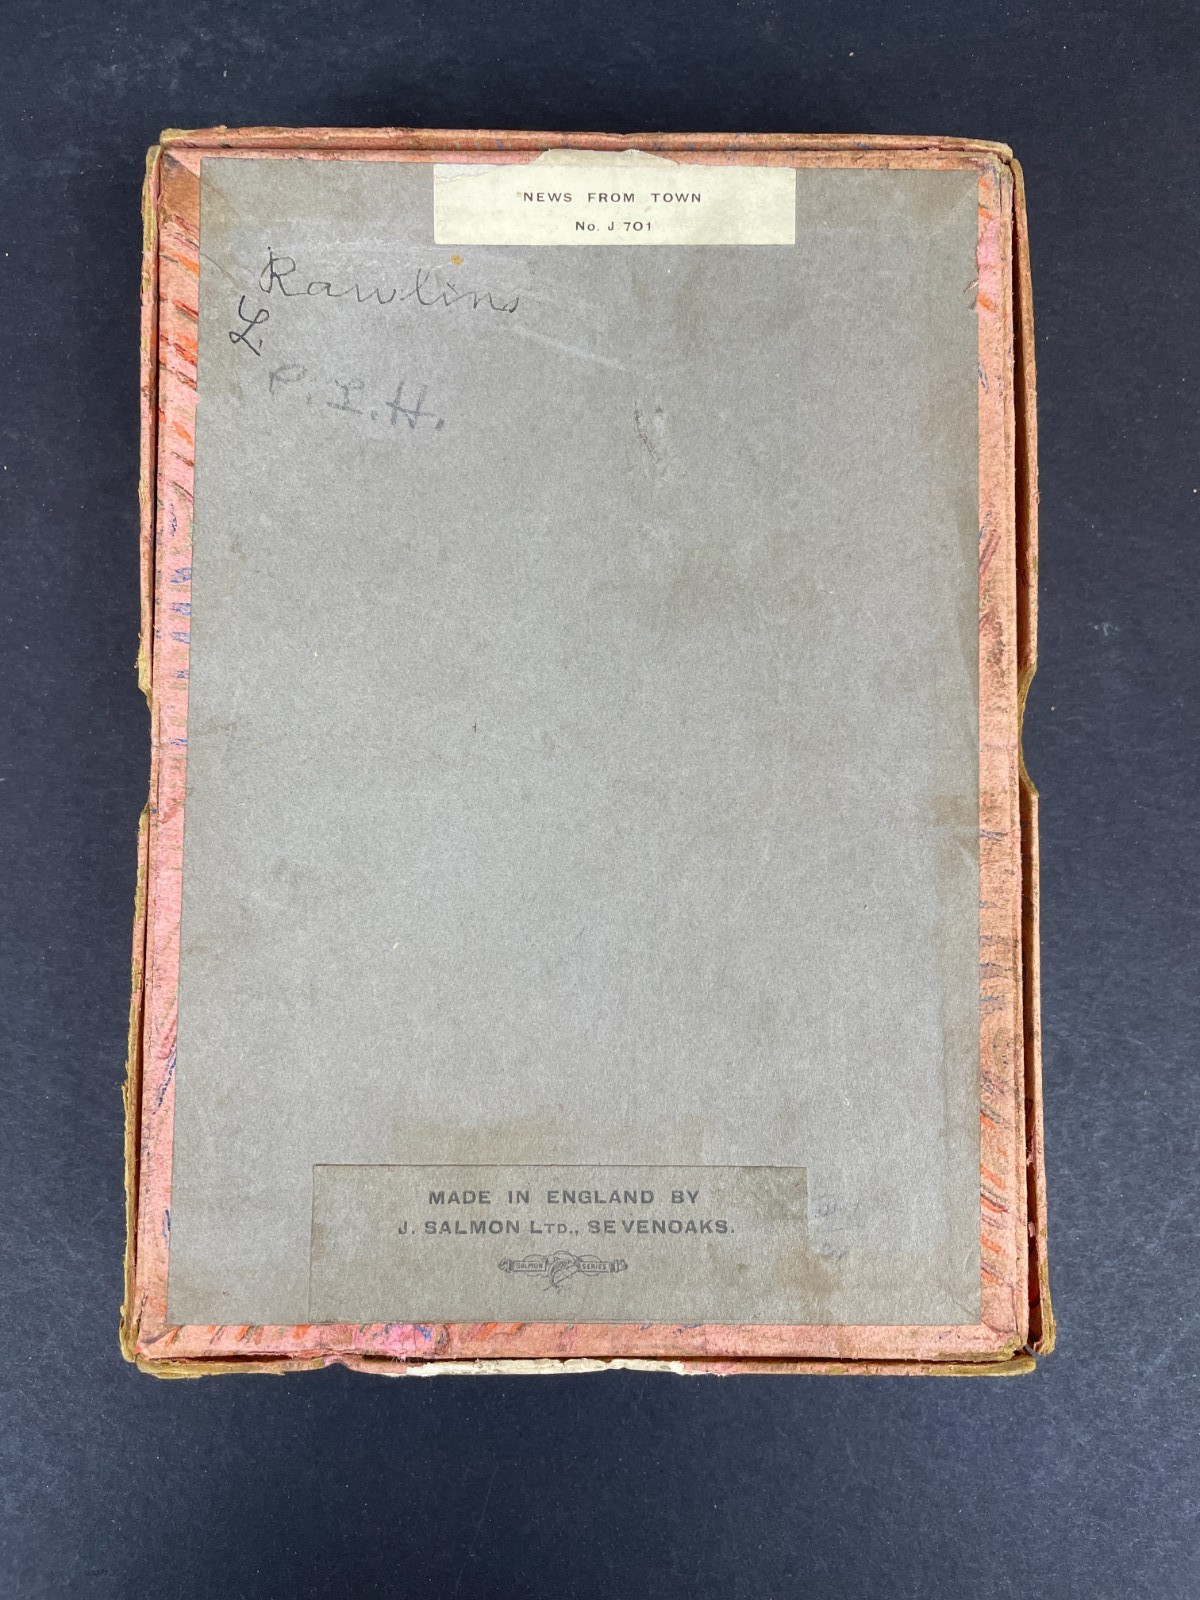 NEWS FROM TOWN
No. J 701
Rawlins
L.
P.L.H.
MADE IN ENGLAND BY
J. SALMON LTD., SEVENOAKS.
SALMON SERIES